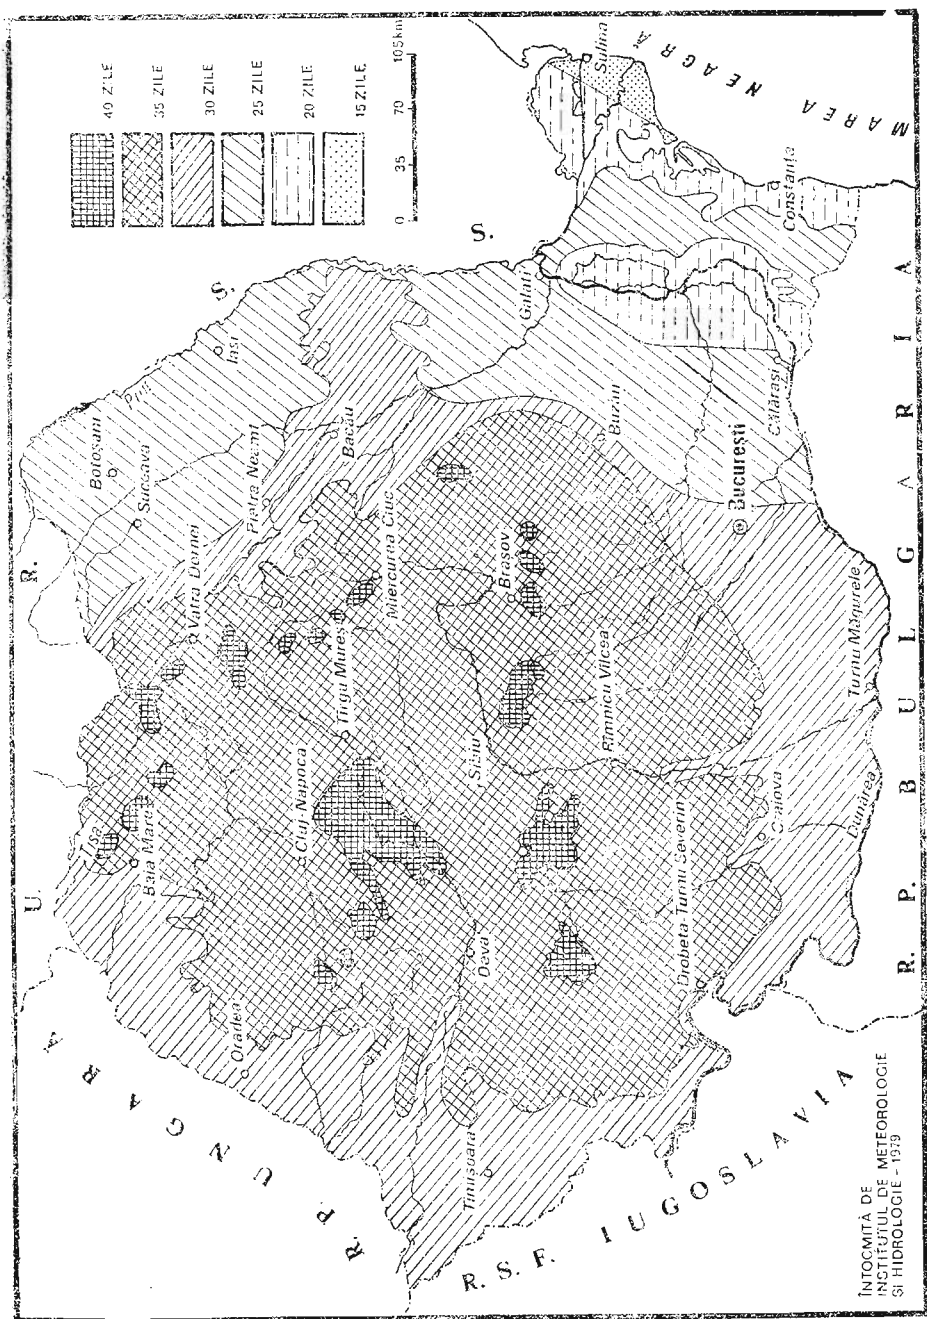 40 ZILE
35 ZILE
30 ZILE
25 ZILE
20 ZILE
15 ZILE
0 35 70 105 km
U. R. S. S.
R. P. UNGARĂ
R. S. F. IUGOSLAVIA
R. P. BULGARIA
MAREA NEAGRĂ
Tisa
Baia Mare
Vatra Dornei
Suceava
Botoșani
Prut
Iași
Piatra Neamț
Bacău
Oradea
Cluj-Napoca
Tîrgu Mureș
Miercurea Ciuc
Timișoara
Deva
Sibiu
Brașov
Galați
Sulina
Drobeta-Turnu Severin
Rîmnicu Vîlcea
Buzău
Craiova
București
Călărași
Constanța
Dunărea
Turnu Măgurele
ÎNTOCMITĂ DE
INSTITUTUL DE METEOROLOGIE
ȘI HIDROLOGIE - 1979